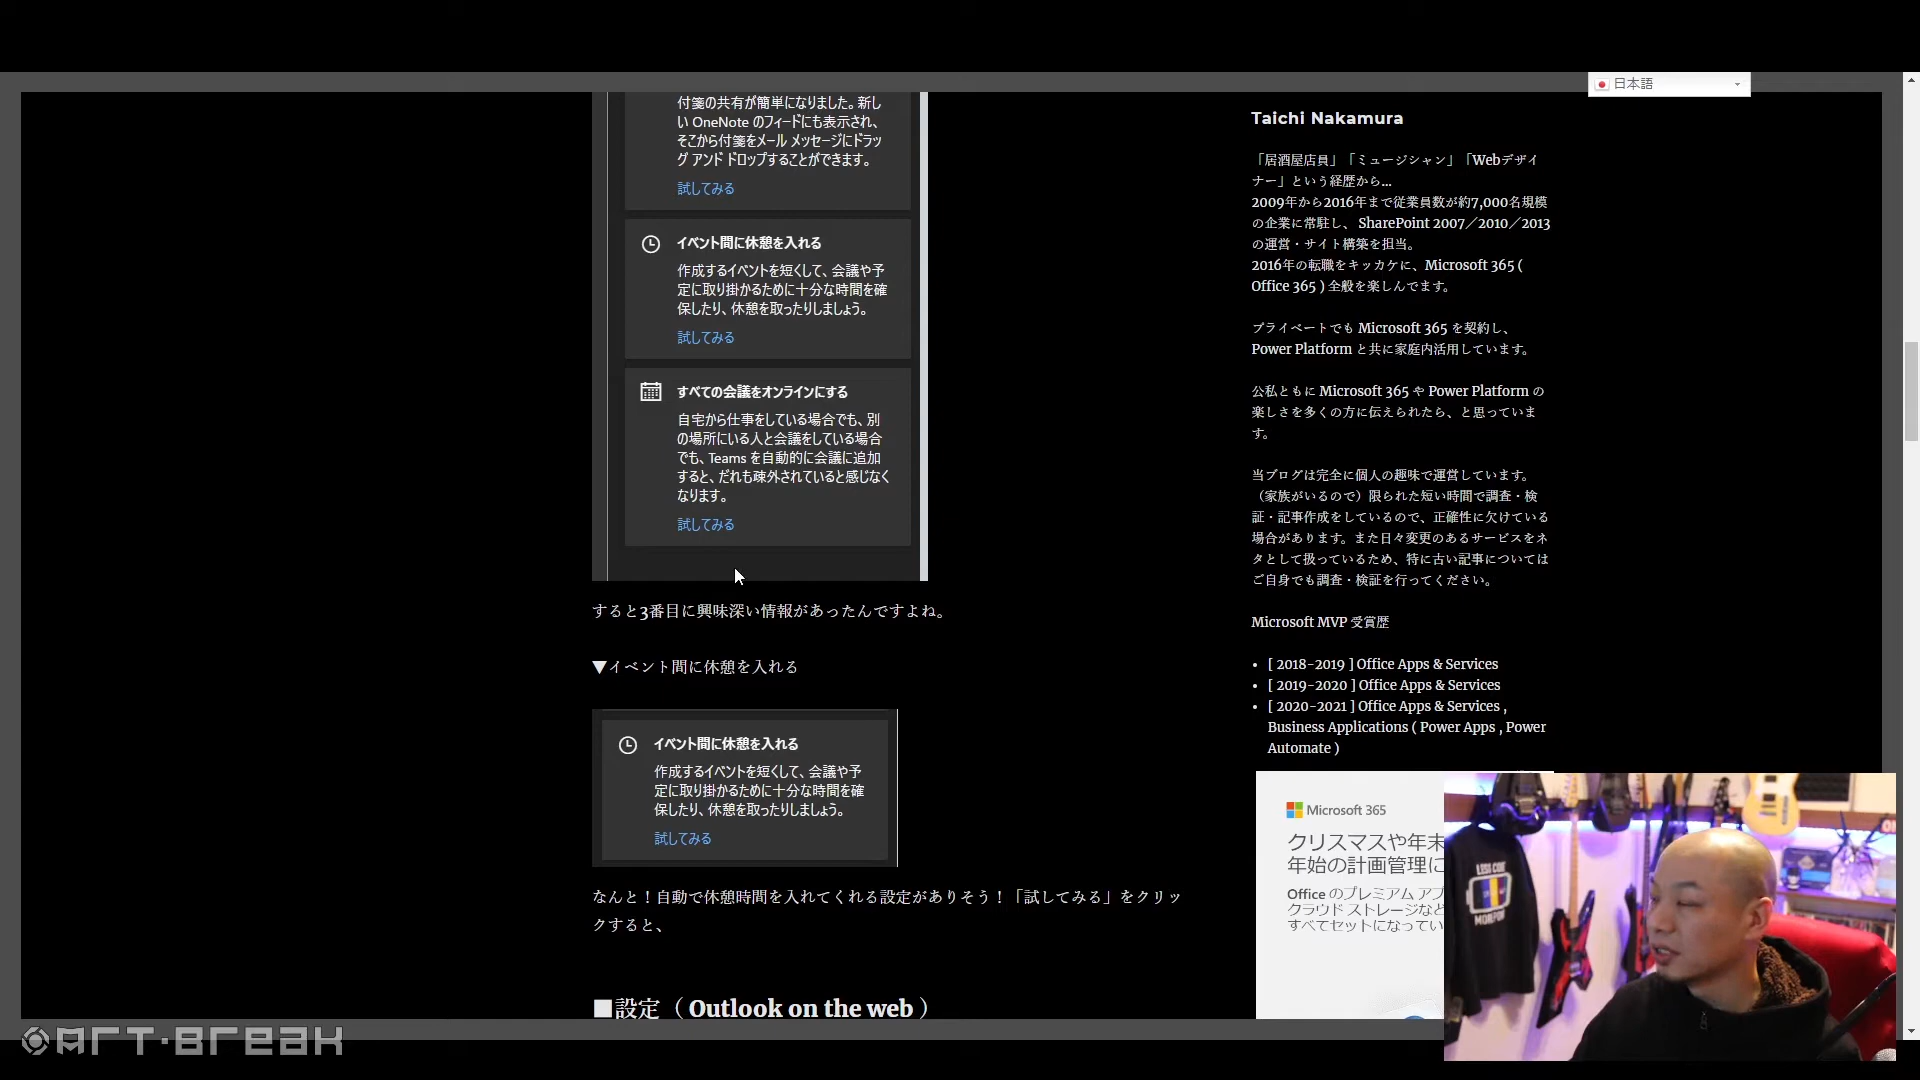 日本語
付箋の共有が簡単になりました。新し
い OneNote のフィードにも表示され、
そこから付箋をメール メッセージにドラッ
グ アンド ドロップすることができます。
試してみる
イベント間に休憩を入れる
作成するイベントを短くして、会議や予
定に取り掛かるために十分な時間を確
保したり、休憩を取ったりしましょう。
試してみる
すべての会議をオンラインにする
自宅から仕事をしている場合でも、別
の場所にいる人と会議をしている場合
でも、Teams を自動的に会議に追加
すると、だれも疎外されていると感じなく
なります。
試してみる
すると3番目に興味深い情報があったんですよね。
▼イベント間に休憩を入れる
イベント間に休憩を入れる
作成するイベントを短くして、会議や予
定に取り掛かるために十分な時間を確
保したり、休憩を取ったりしましょう。
試してみる
なんと！自動で休憩時間を入れてくれる設定がありそう！「試してみる」をクリッ
クすると、
■設定（ Outlook on the web ）
Taichi Nakamura
「居酒屋店員」「ミュージシャン」「Webデザイ
ナー」という経歴から…
2009年から2016年まで従業員数が約7,000名規模
の企業に常駐し、 SharePoint 2007／2010／2013
の運営・サイト構築を担当。
2016年の転職をキッカケに、Microsoft 365 (
Office 365 ) 全般を楽しんでます。
プライベートでも Microsoft 365 を契約し、
Power Platform と共に家庭内活用しています。
公私ともに Microsoft 365 や Power Platform の
楽しさを多くの方に伝えられたら、と思っていま
す。
当ブログは完全に個人の趣味で運営しています。
（家族がいるので）限られた短い時間で調査・検
証・記事作成をしているので、正確性に欠けている
場合があります。また日々変更のあるサービスをネ
タとして扱っているため、特に古い記事については
ご自身でも調査・検証を行ってください。
Microsoft MVP 受賞歴
• [ 2018-2019 ] Office Apps & Services
• [ 2019-2020 ] Office Apps & Services
• [ 2020-2021 ] Office Apps & Services ,
Business Applications ( Power Apps , Power
Automate )
Microsoft 365
クリスマスや年末
年始の計画管理に
Office のプレミアム アプ
クラウド ストレージなど
すべてセットになってい
LESS CODE
MORE POWER
ART-BREAK